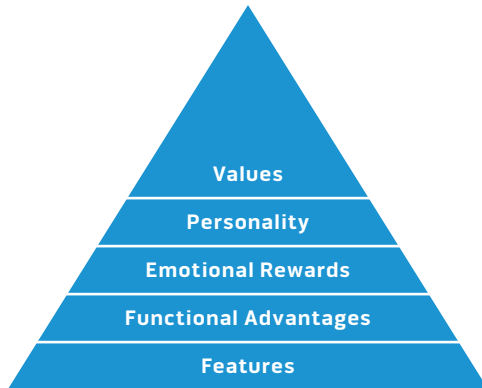 Values
Personality
Emotional Rewards
Functional Advantages
Features